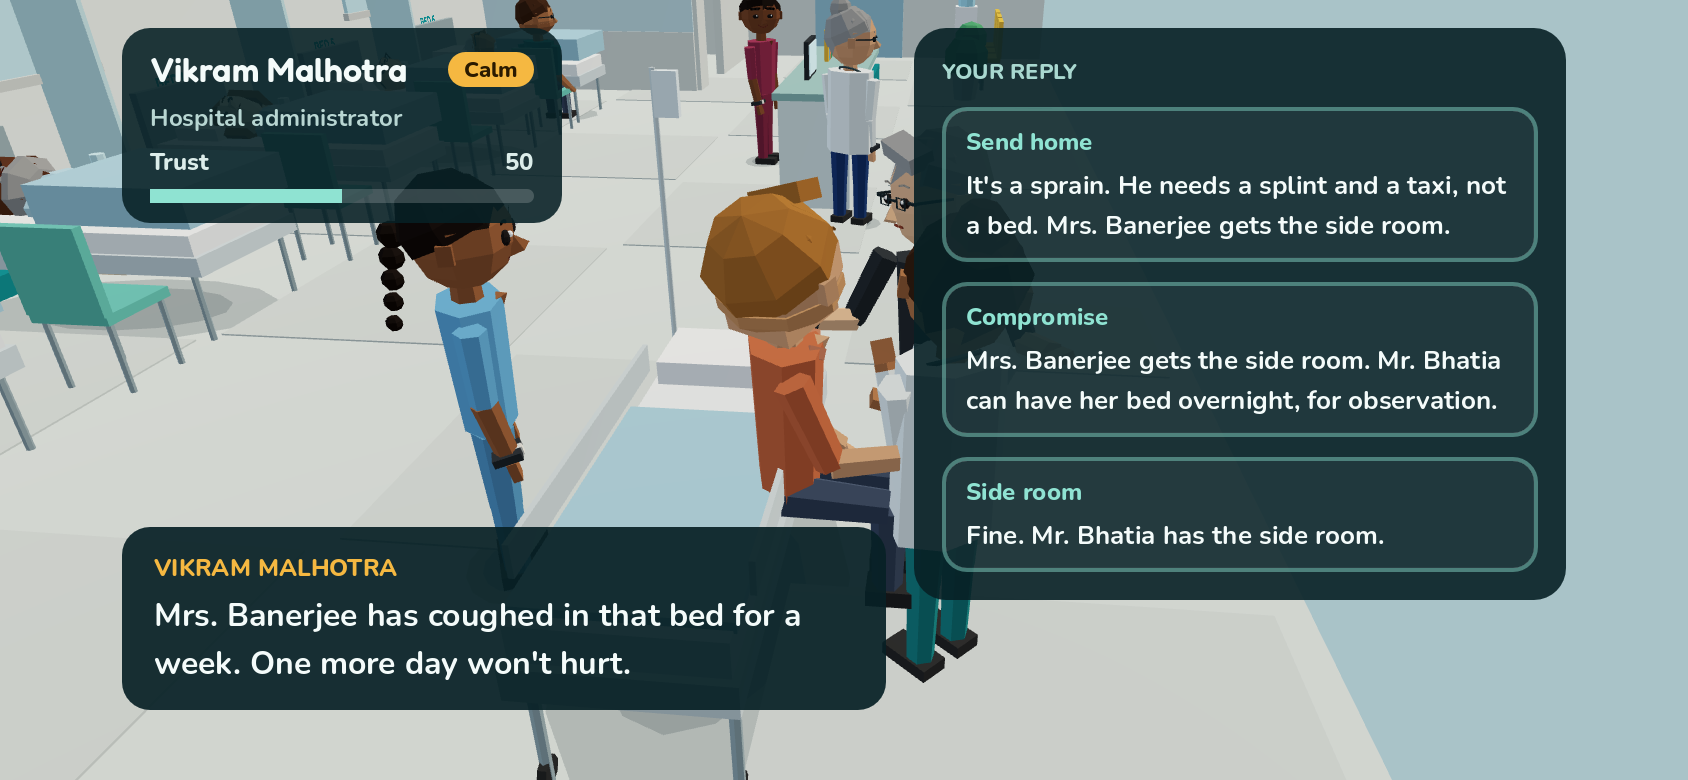 Vikram Malhotra
Calm
Hospital administrator
Trust
50
VIKRAM MALHOTRA
Mrs. Banerjee has coughed in that bed for a
week. One more day won't hurt.
YOUR REPLY
Send home
It's a sprain. He needs a splint and a taxi, not
a bed. Mrs. Banerjee gets the side room.
Compromise
Mrs. Banerjee gets the side room. Mr. Bhatia
can have her bed overnight, for observation.
Side room
Fine. Mr. Bhatia has the side room.